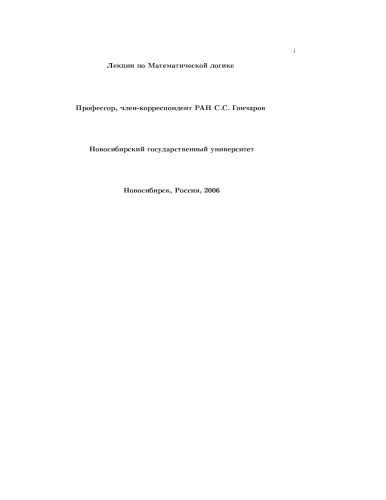 i
Лекции по Математической логике
Профессор, член-корреспондент РАН С.С. Гончаров
Новосибирский государственный университет
Новосибирск, Россия, 2006